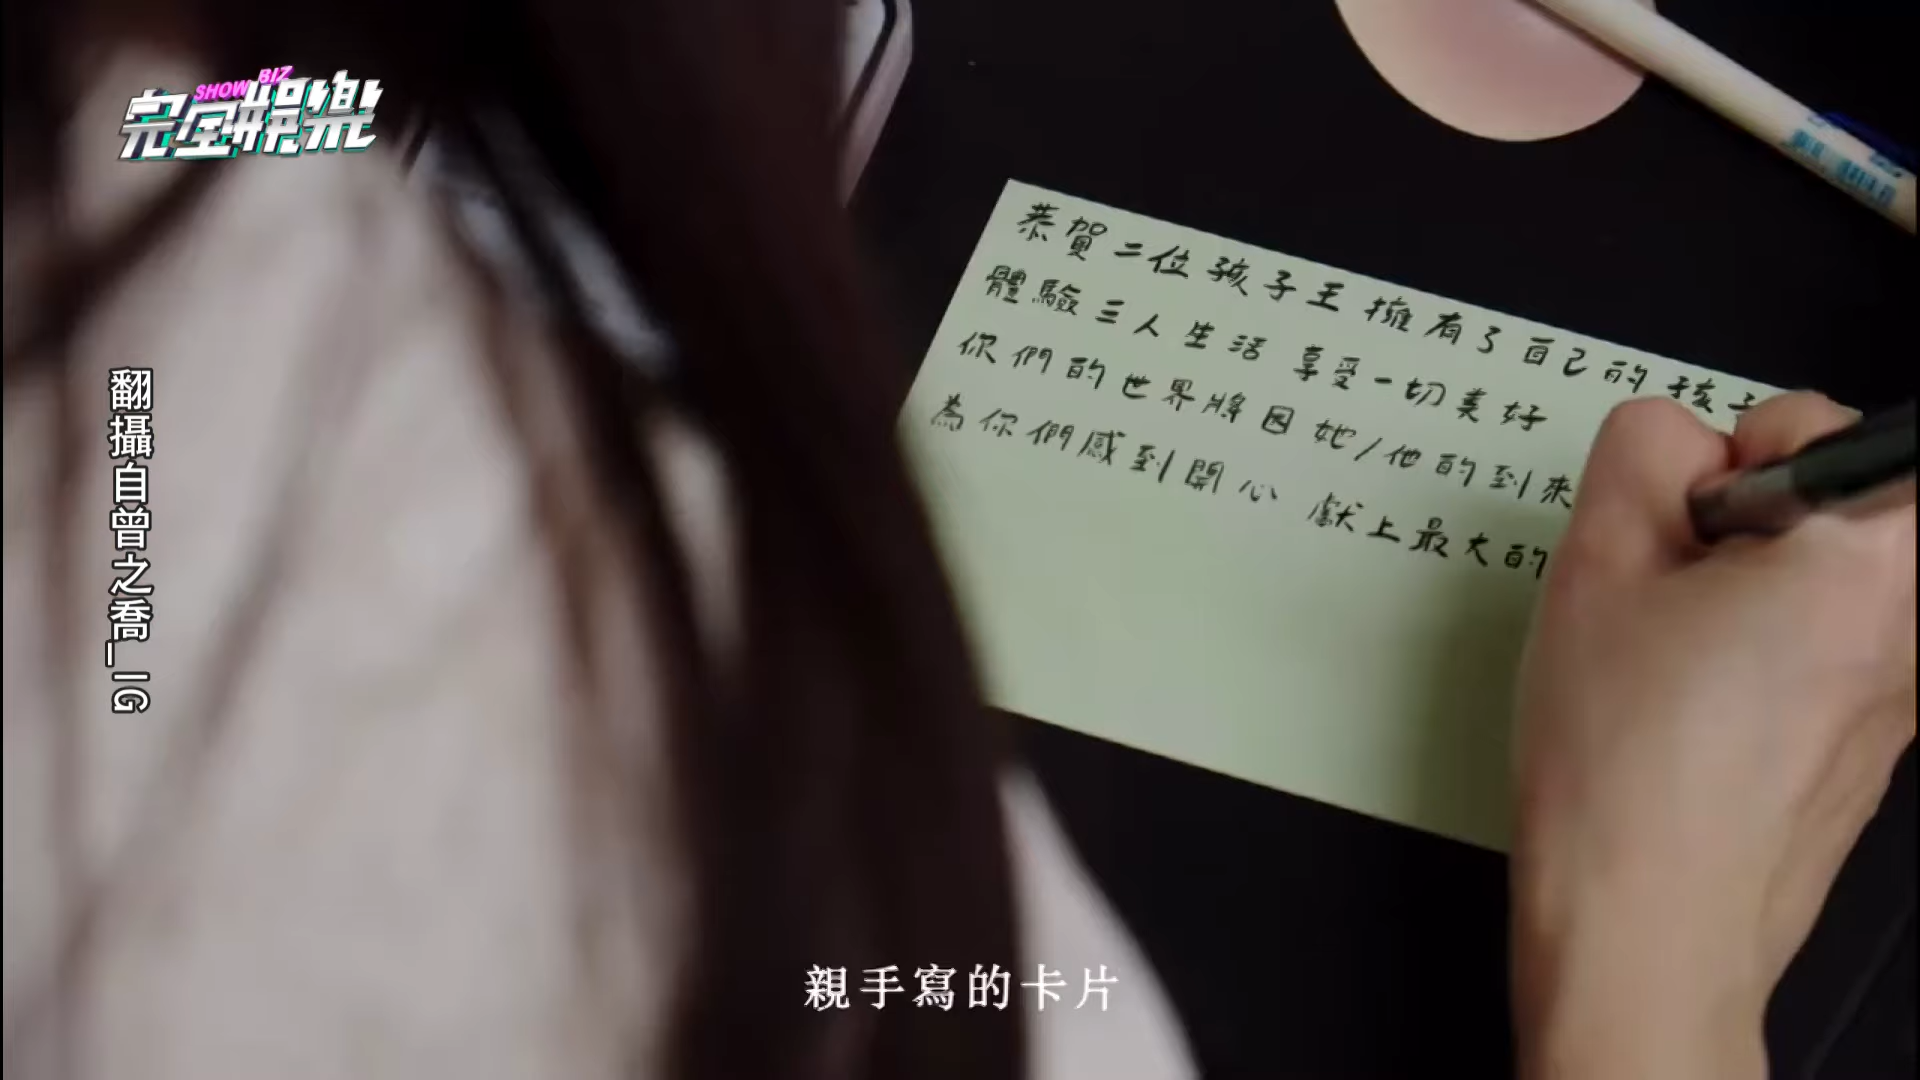 SHOW BIZ
完全娛樂
翻攝自曾之喬_IG
恭賀二位孩子王擁有了自己的孩子
體驗三人生活 享受一切美好
你們的世界將因她/他的到來
為你們感到開心 獻上最大的
親手寫的卡片